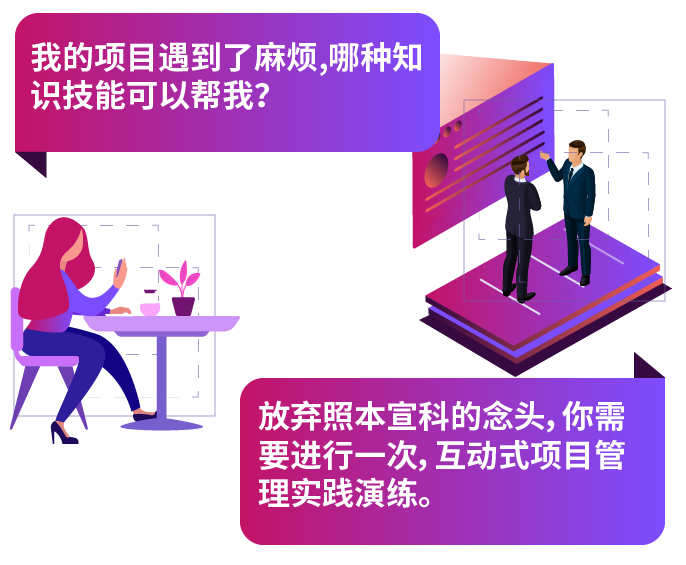 我的项目遇到了麻烦,哪种知
识技能可以帮我？
放弃照本宣科的念头，你需
要进行一次，互动式项目管
理实践演练。